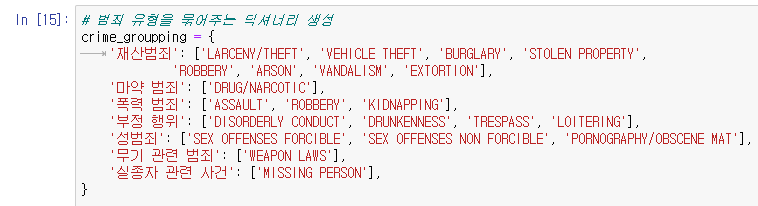 In [15]: # 범죄 유형을 묶어주는 딕셔너리 생성
crime_groupping = {
'재산범죄': ['LARCENY/THEFT', 'VEHICLE THEFT', 'BURGLARY', 'STOLEN PROPERTY',
'ROBBERY', 'ARSON', 'VANDALISM', 'EXTORTION'],
'마약 범죄': ['DRUG/NARCOTIC'],
'폭력 범죄': ['ASSAULT', 'ROBBERY', 'KIDNAPPING'],
'부정 행위': ['DISORDERLY CONDUCT', 'DRUNKENNESS', 'TRESPASS', 'LOITERING'],
'성범죄': ['SEX OFFENSES FORCIBLE', 'SEX OFFENSES NON FORCIBLE', 'PORNOGRAPHY/OBSCENE MAT'],
'무기 관련 범죄': ['WEAPON LAWS'],
'실종자 관련 사건': ['MISSING PERSON'],
}